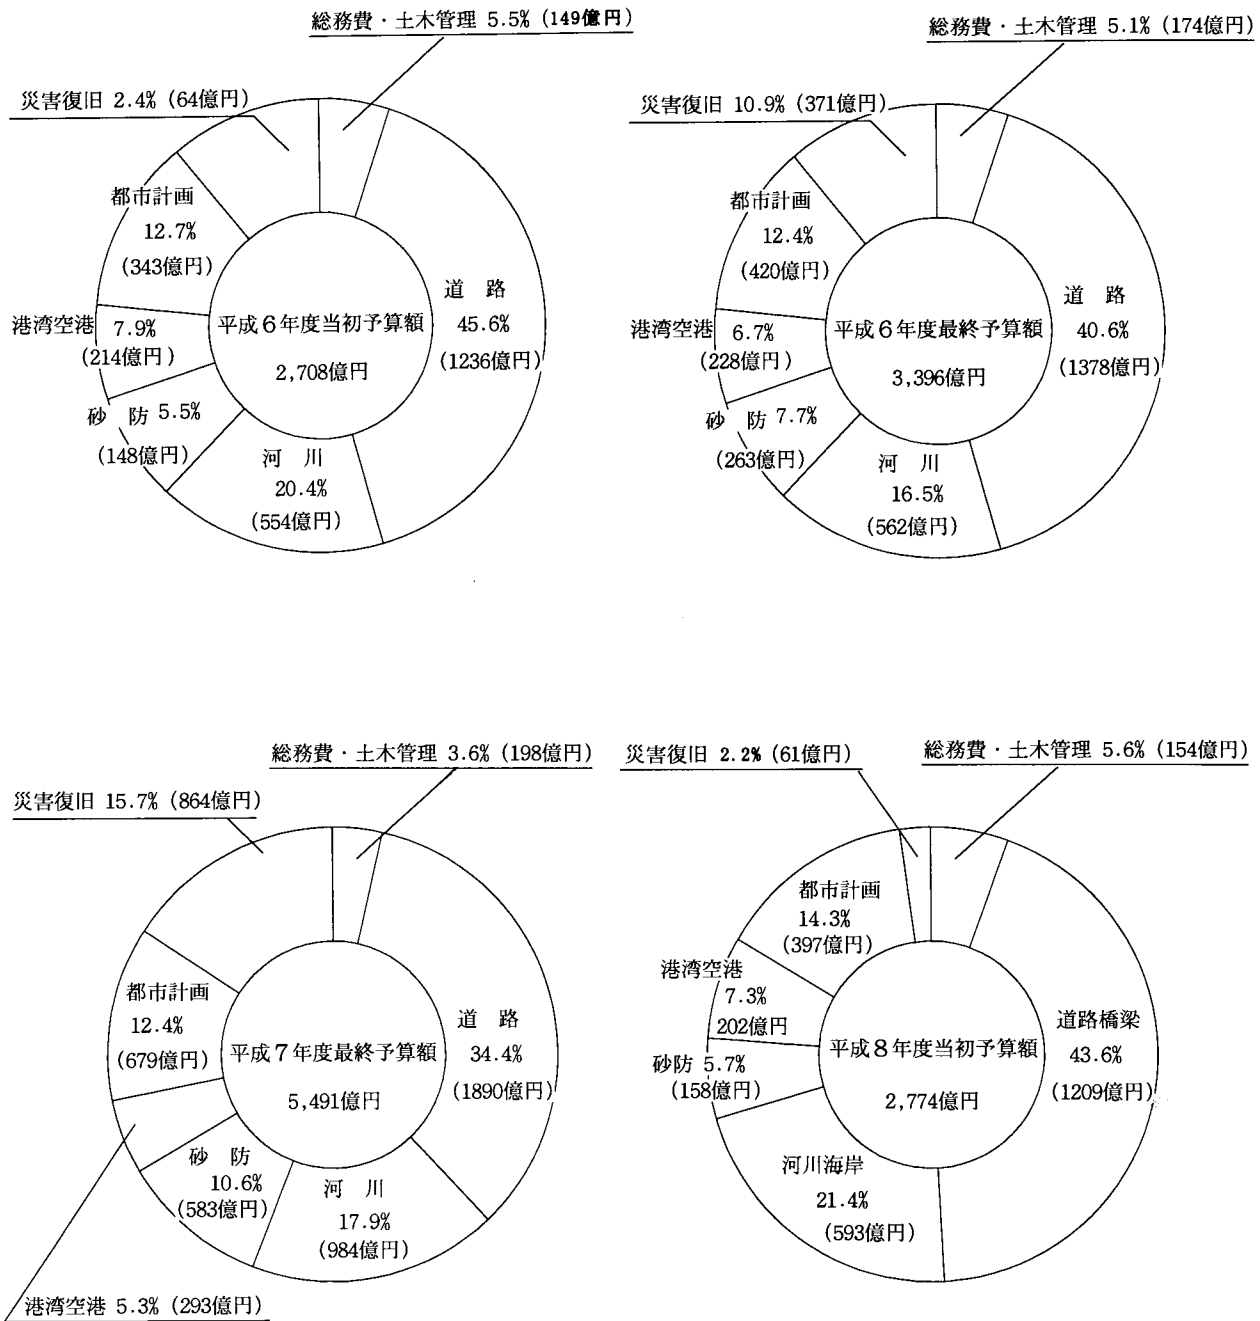 総務費・土木管理 5.5% (149億円)
災害復旧 2.4% (64億円)
都市計画
12.7%
(343億円)
港湾空港 7.9%
(214億円)
砂 防 5.5%
(148億円)
河 川
20.4%
(554億円)
道 路
45.6%
(1236億円)
平成6年度当初予算額
2,708億円
総務費・土木管理 5.1% (174億円)
災害復旧 10.9% (371億円)
都市計画
12.4%
(420億円)
港湾空港 6.7%
(228億円)
砂 防 7.7%
(263億円)
河 川
16.5%
(562億円)
道 路
40.6%
(1378億円)
平成6年度最終予算額
3,396億円
総務費・土木管理 3.6% (198億円)
災害復旧 15.7% (864億円)
都市計画
12.4%
(679億円)
砂 防
10.6%
(583億円)
河 川
17.9%
(984億円)
道 路
34.4%
(1890億円)
平成7年度最終予算額
5,491億円
港湾空港 5.3% (293億円)
災害復旧 2.2% (61億円)
総務費・土木管理 5.6% (154億円)
都市計画
14.3%
(397億円)
港湾空港
7.3%
202億円
砂防 5.7%
(158億円)
河川海岸
21.4%
(593億円)
道路橋梁
43.6%
(1209億円)
平成8年度当初予算額
2,774億円